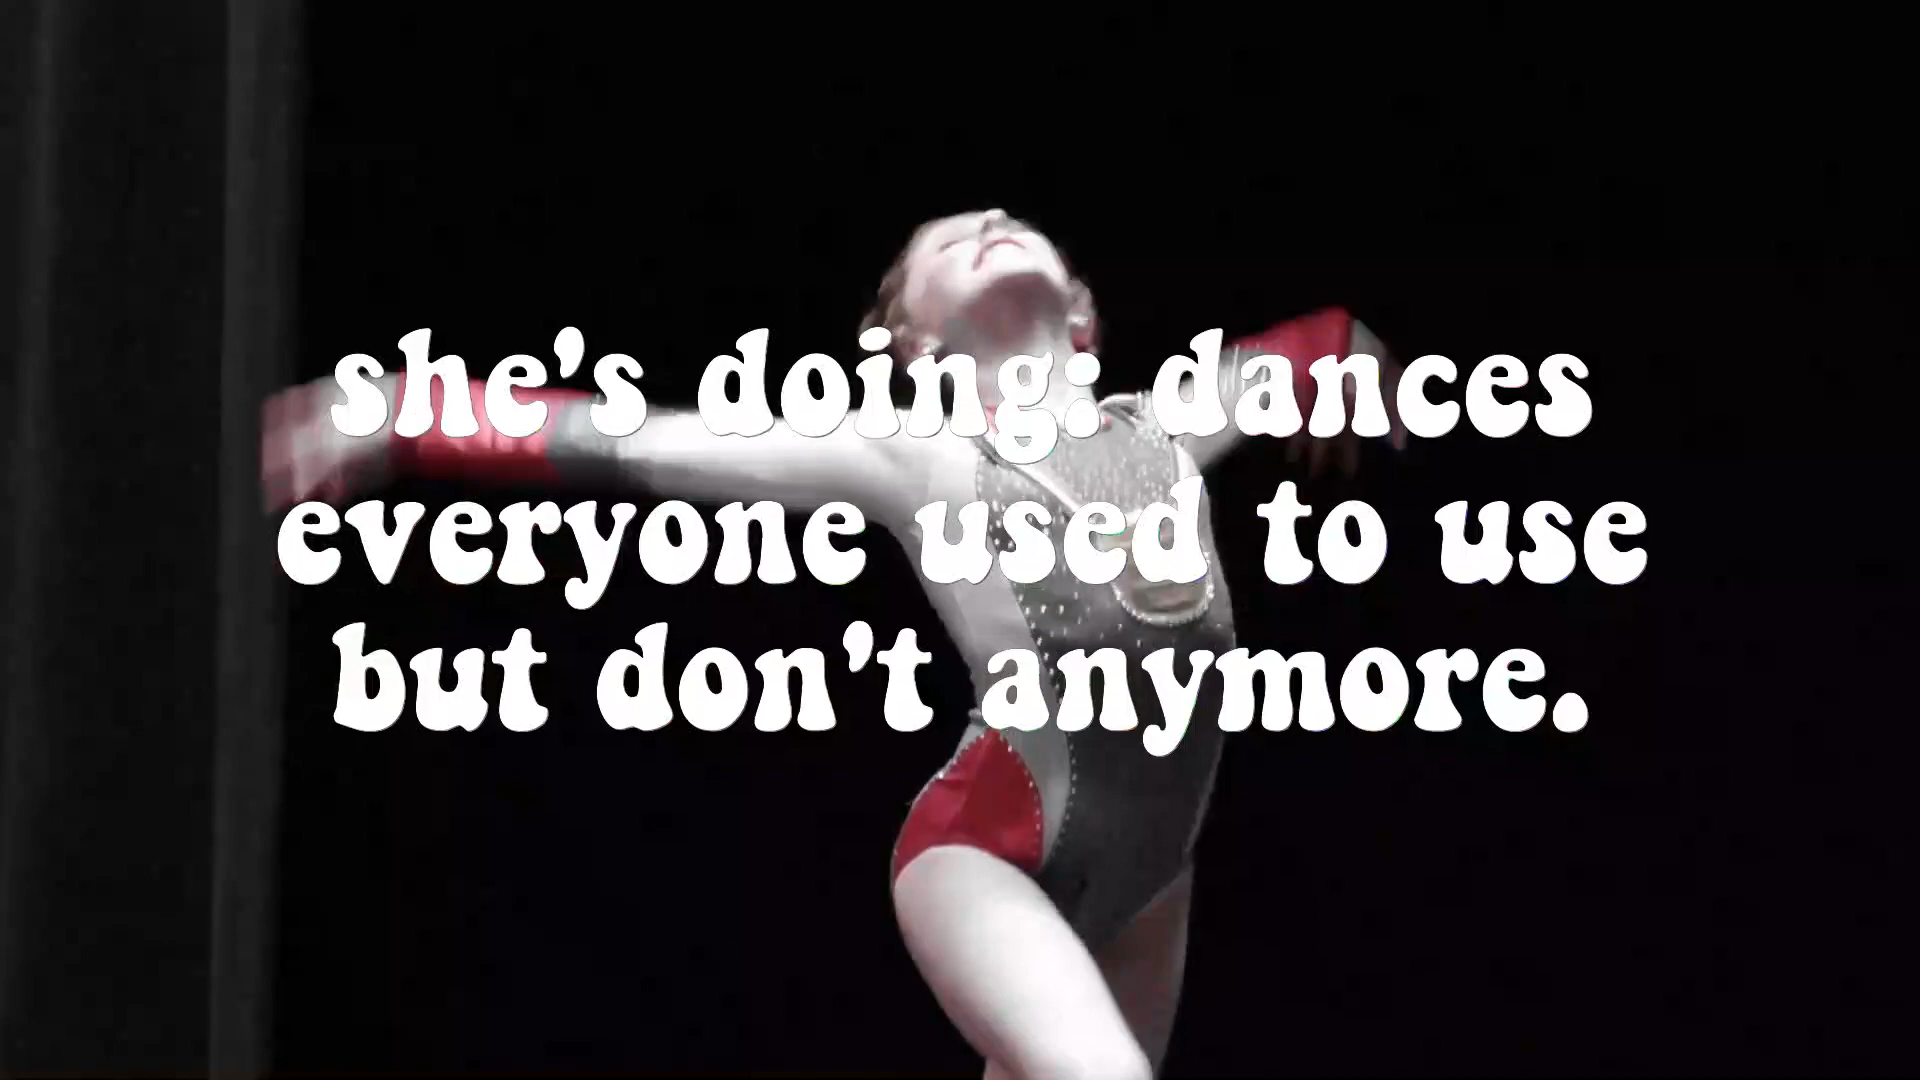 she's doing: dances
everyone used to use
but don't anymore.